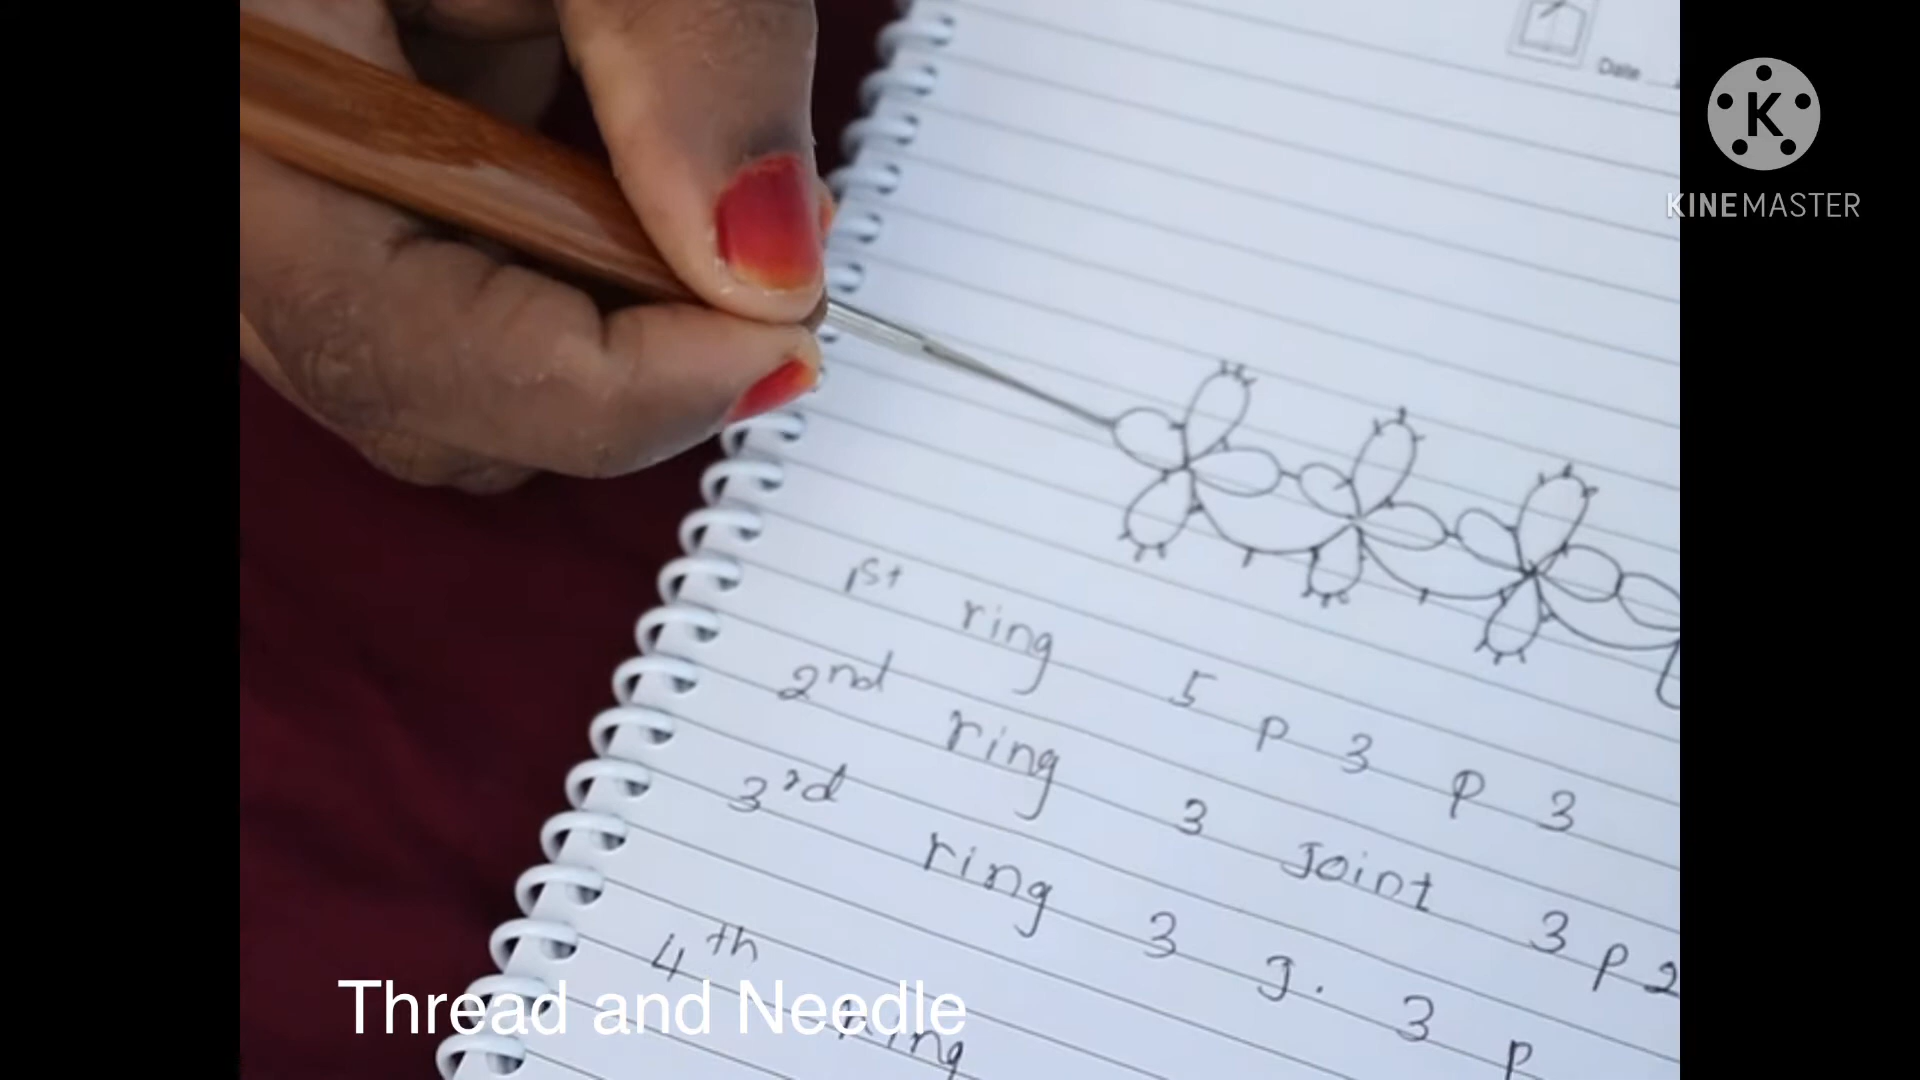 Date
K
KINEMASTER
1st ring 5 p 3 p 3
2nd ring 3 Joint 3 p 2
3rd ring 3 J. 3 p
4th ring
Thread and Needle